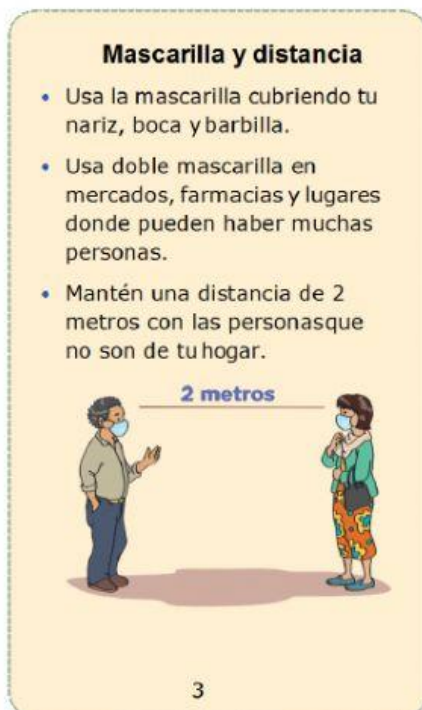 Mascarilla y distancia
• Usa la mascarilla cubriendo tu
nariz, boca y barbilla.
• Usa doble mascarilla en
mercados, farmacias y lugares
donde pueden haber muchas
personas.
• Mantén una distancia de 2
metros con las personasque
no son de tu hogar.
2 metros
3